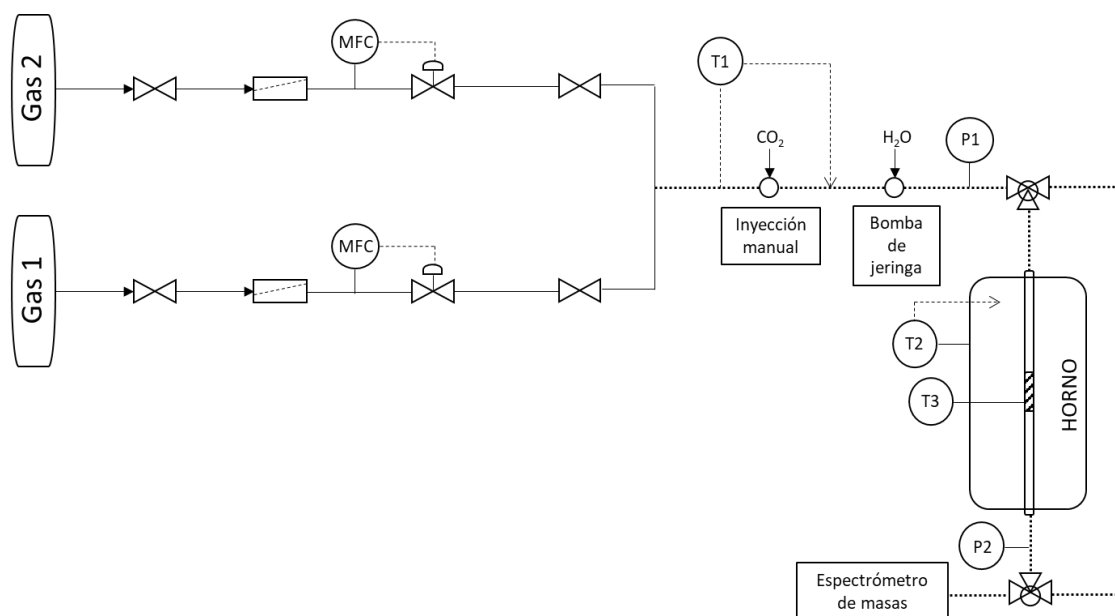 Gas 2
MFC
T1
CO₂
H₂O
P1
Inyección
manual
Bomba
de
jeringa
Gas 1
MFC
T2
T3
HORNO
P2
Espectrómetro
de masas